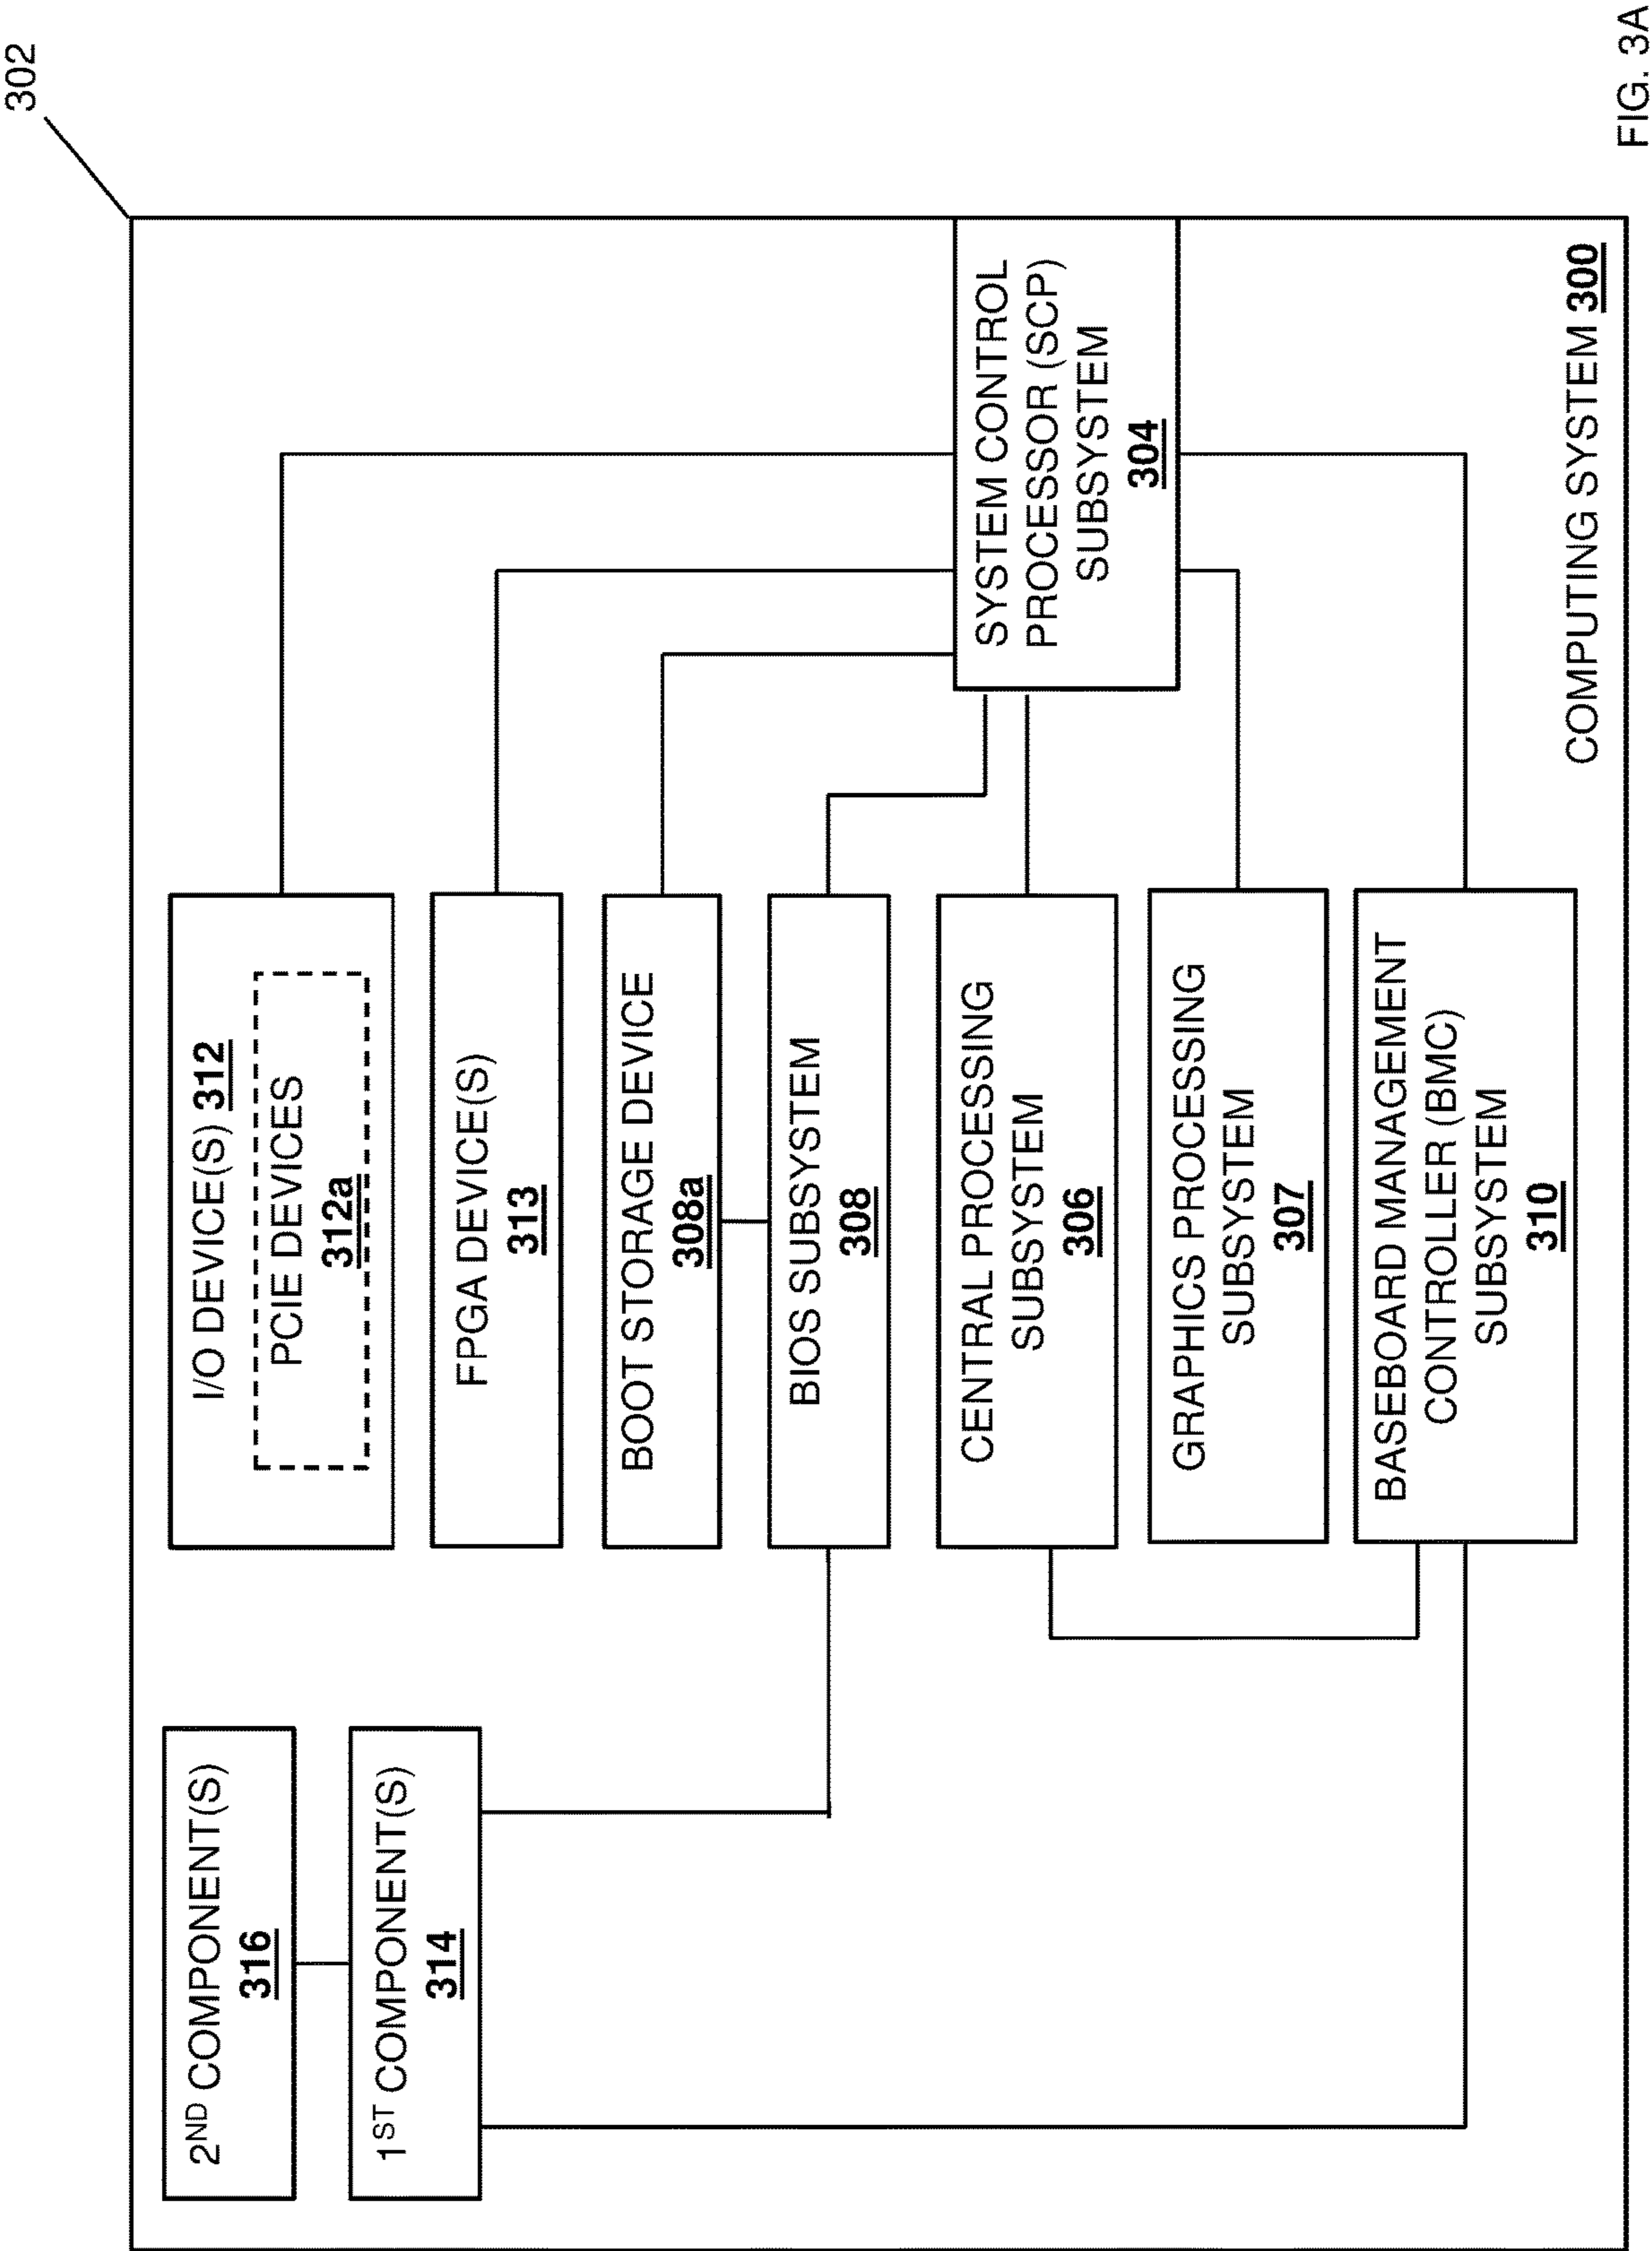 302
2ND COMPONENT(S)
316
1ST COMPONENT(S)
314
I/O DEVICE(S) 312
PCIE DEVICES
312a
FPGA DEVICE(S)
313
BOOT STORAGE DEVICE
308a
BIOS SUBSYSTEM
308
CENTRAL PROCESSING
SUBSYSTEM
306
GRAPHICS PROCESSING
SUBSYSTEM
307
BASEBOARD MANAGEMENT
CONTROLLER (BMC)
SUBSYSTEM
310
SYSTEM CONTROL
PROCESSOR (SCP)
SUBSYSTEM
304
COMPUTING SYSTEM 300
FIG. 3A